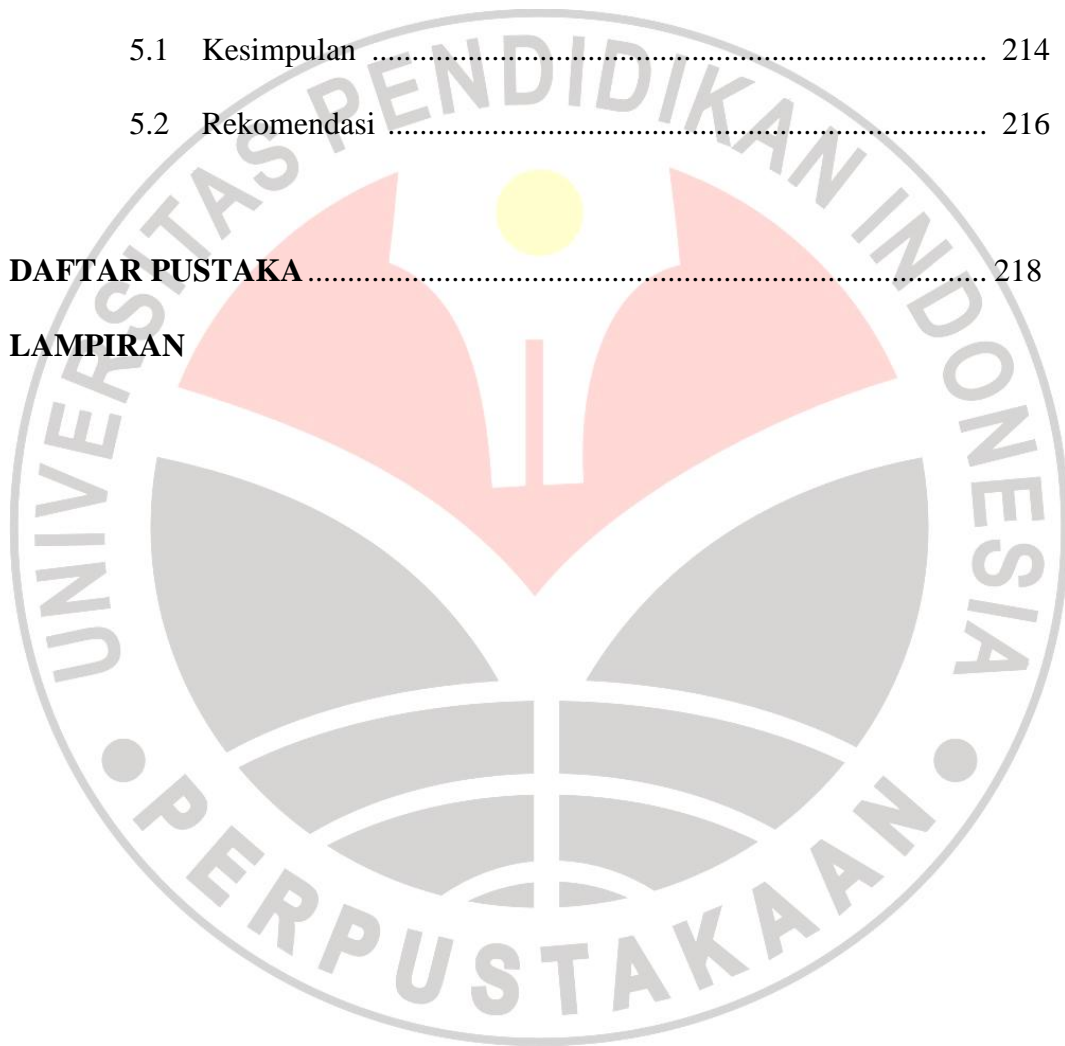 5.1 Kesimpulan ................................................................................ 214
5.2 Rekomendasi .............................................................................. 216
DAFTAR PUSTAKA ........................................................................................ 218
LAMPIRAN
UNIVERSITAS PENDIDIKAN INDONESIA
PERPUSTAKAAN